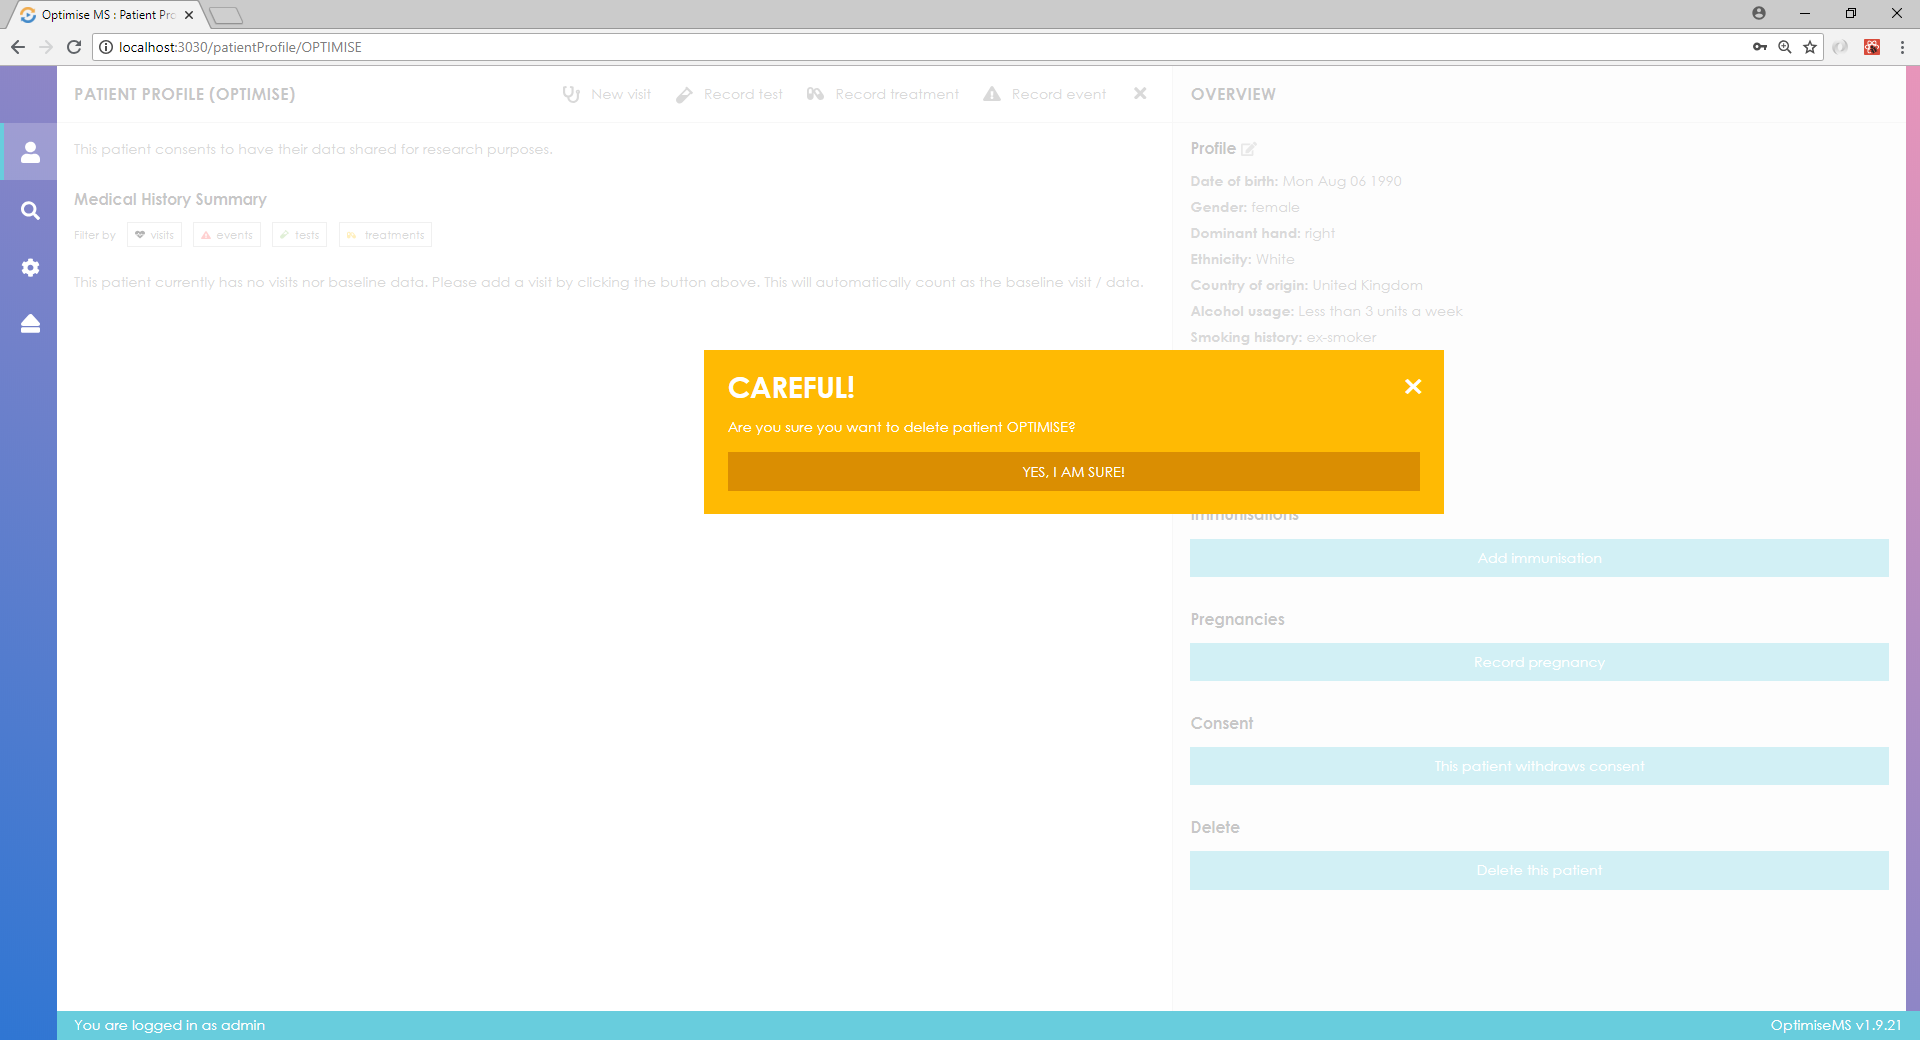 Optimise MS : Patient Pro
localhost:3030/patientProfile/OPTIMISE
PATIENT PROFILE (OPTIMISE)
New visit
Record test
Record treatment
Record event
OVERVIEW
This patient consents to have their data shared for research purposes.
Medical History Summary
Filter by
visits
events
tests
treatments
This patient currently has no visits nor baseline data. Please add a visit by clicking the button above. This will automatically count as the baseline visit / data.
Profile
Date of birth: Mon Aug 06 1990
Gender: female
Dominant hand: right
Ethnicity: White
Country of origin: United Kingdom
Alcohol usage: Less than 3 units a week
Smoking history: ex-smoker
CAREFUL!
Are you sure you want to delete patient OPTIMISE?
YES, I AM SURE!
Immunisations
Add immunisation
Pregnancies
Record pregnancy
Consent
This patient withdraws consent
Delete
Delete this patient
You are logged in as admin
OptimiseMS v1.9.21